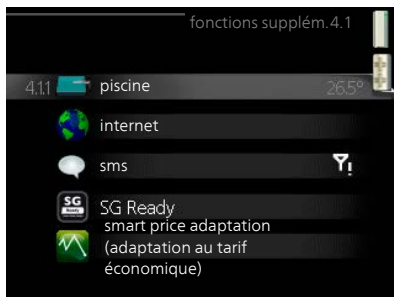 fonctions supplém. 4.1
4.1.1 piscine 26.5°
internet
sms
SG Ready SG Ready
smart price adaptation
(adaptation au tarif
économique)